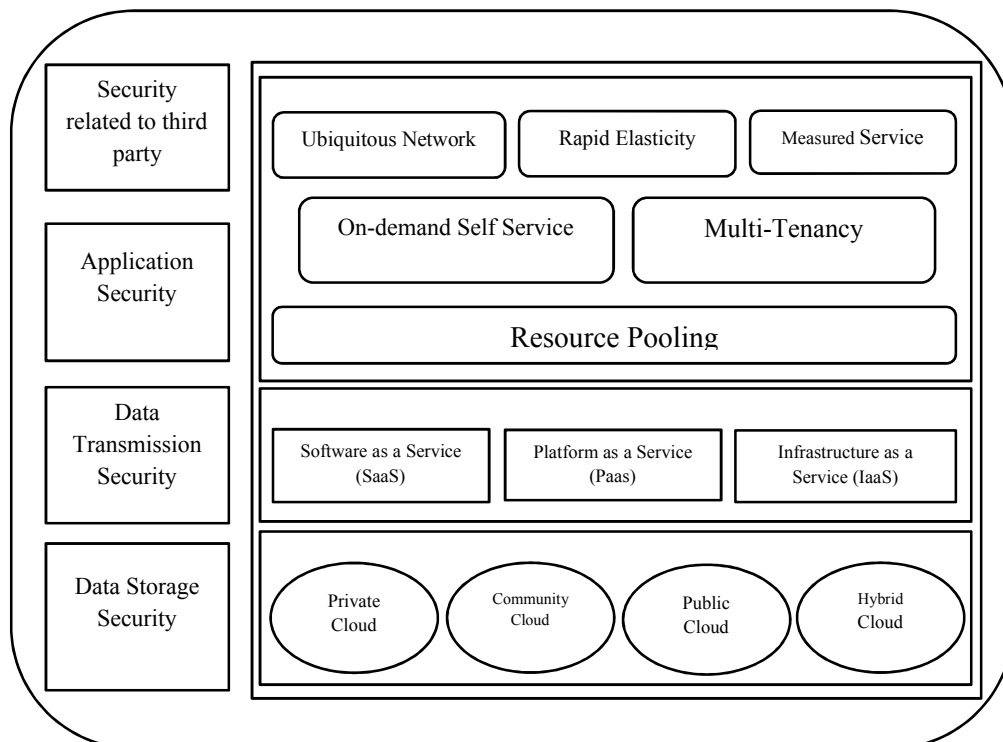 Security
related to third
party
Application
Security
Data
Transmission
Security
Data Storage
Security
Ubiquitous Network
Rapid Elasticity
Measured Service
On-demand Self Service
Multi-Tenancy
Resource Pooling
Software as a Service
(SaaS)
Platform as a Service
(Paas)
Infrastructure as a
Service (IaaS)
Private
Cloud
Community
Cloud
Public
Cloud
Hybrid
Cloud